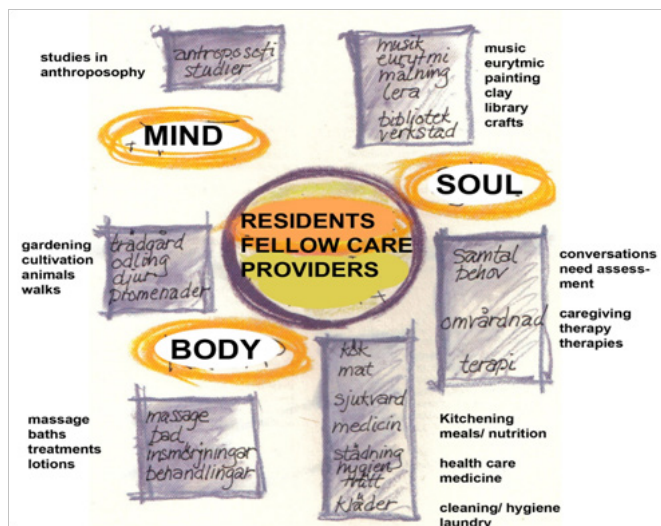 studies in
anthroposophy
antroposofi
studier
musik
eurytmi
målning
lera
bibliotek
verkstad
music
eurytmic
painting
clay
library
crafts
MIND
SOUL
RESIDENTS
FELLOW CARE
PROVIDERS
gardening
cultivation
animals
walks
trädgård
odling
djur
promenader
samtal
behov
omvårdnad
terapi
conversations
need assess-
ment
caregiving
therapy
therapies
BODY
kök
mat
sjukvård
medicin
städning
hygien
tvätt
kläder
massage
baths
treatments
lotions
massage
bad
insmörjningar
behandlingar
Kitchening
meals/ nutrition
health care
medicine
cleaning/ hygiene
laundry